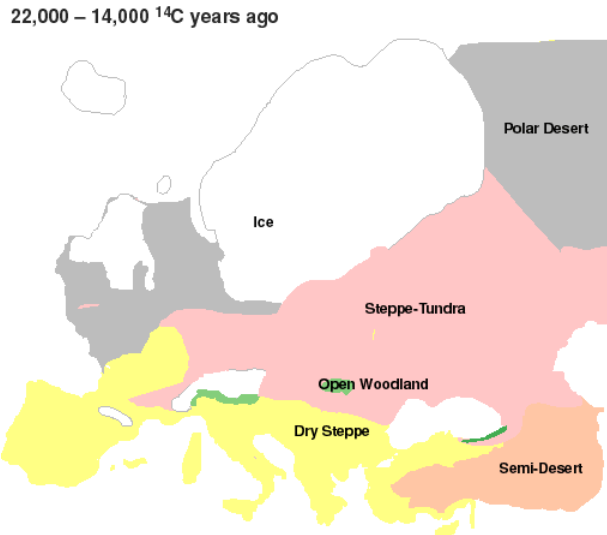 22,000 – 14,000 ¹⁴C years ago
Polar Desert
Ice
Steppe-Tundra
Open Woodland
Dry Steppe
Semi-Desert